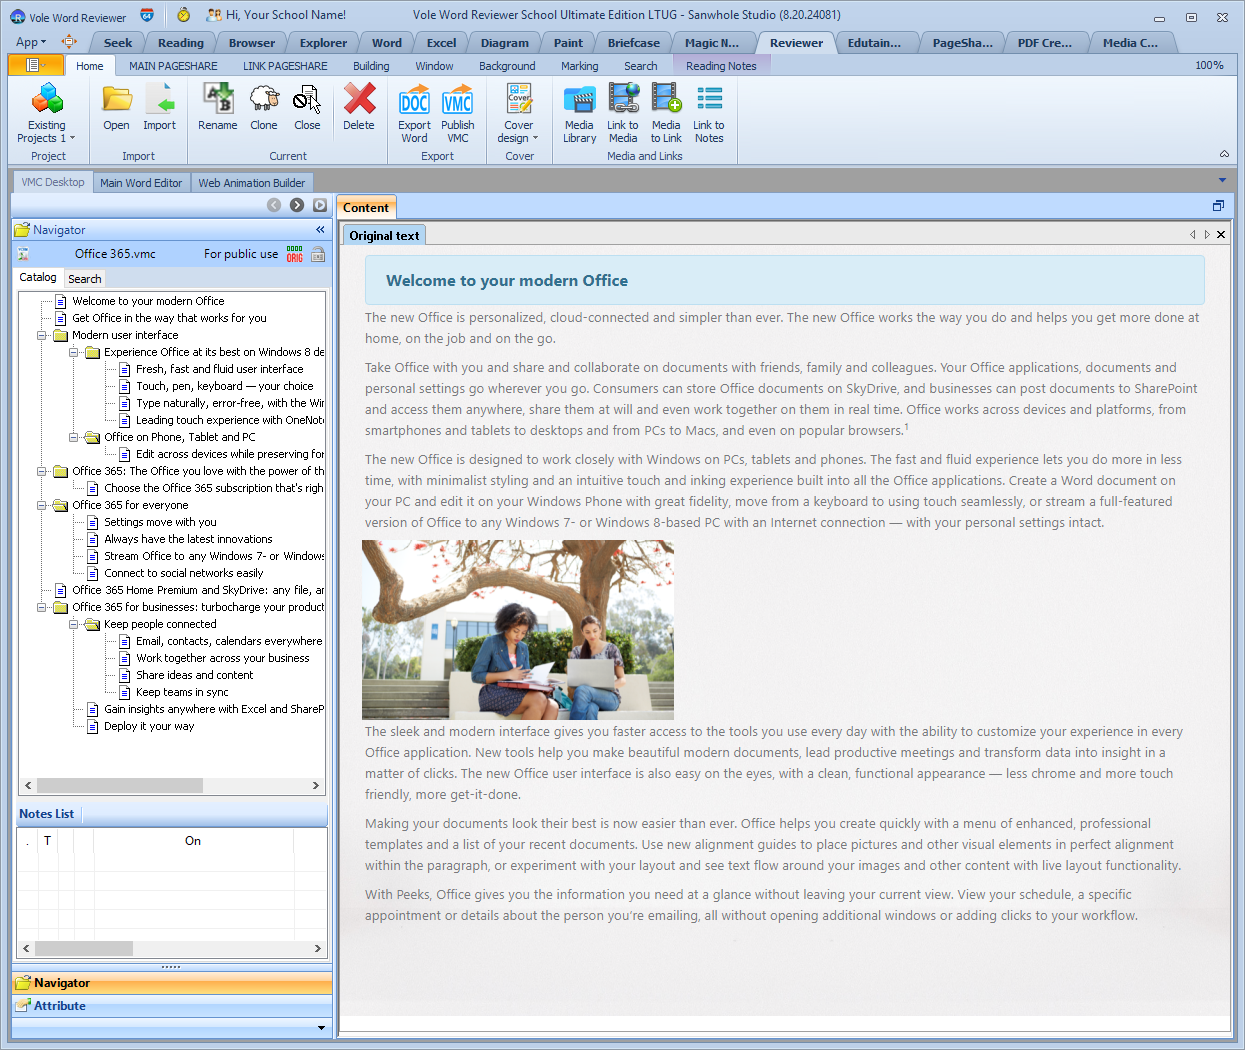 Vole Word Reviewer
64
Hi, Your School Name!
Vole Word Reviewer School Ultimate Edition LTUG - Sanwhole Studio (8.20.24081)
App
Seek
Reading
Browser
Explorer
Word
Excel
Diagram
Paint
Briefcase
Magic N...
Reviewer
Edutain...
PageSha...
PDF Cre...
Media C...
Home
MAIN PAGESHARE
LINK PAGESHARE
Building
Window
Background
Marking
Search
Reading Notes
100%
Existing
Projects 1
Open
Import
Rename
Clone
Close
Delete
DOC
Export
Word
VMC
Publish
VMC
Cover
Cover
design
Media
Library
Link to
Media
Media
to Link
Link to
Notes
Project
Import
Current
Export
Cover
Media and Links
VMC Desktop
Main Word Editor
Web Animation Builder
Navigator
Office 365.vmc
For public use
ORIG
Catalog
Search
Welcome to your modern Office
Get Office in the way that works for you
Modern user interface
Experience Office at its best on Windows 8 de
Fresh, fast and fluid user interface
Touch, pen, keyboard — your choice
Type naturally, error-free, with the Wir
Leading touch experience with OneNot
Office on Phone, Tablet and PC
Edit across devices while preserving for
Office 365: The Office you love with the power of th
Choose the Office 365 subscription that's righ
Office 365 for everyone
Settings move with you
Always have the latest innovations
Stream Office to any Windows 7- or Windows
Connect to social networks easily
Office 365 Home Premium and SkyDrive: any file, ar
Office 365 for businesses: turbocharge your product
Keep people connected
Email, contacts, calendars everywhere
Work together across your business
Share ideas and content
Keep teams in sync
Gain insights anywhere with Excel and ShareP
Deploy it your way
Notes List
. T On
Navigator
Attribute
Content
Original text
Welcome to your modern Office
The new Office is personalized, cloud-connected and simpler than ever. The new Office works the way you do and helps you get more done at
home, on the job and on the go.
Take Office with you and share and collaborate on documents with friends, family and colleagues. Your Office applications, documents and
personal settings go wherever you go. Consumers can store Office documents on SkyDrive, and businesses can post documents to SharePoint
and access them anywhere, share them at will and even work together on them in real time. Office works across devices and platforms, from
smartphones and tablets to desktops and from PCs to Macs, and even on popular browsers.1
The new Office is designed to work closely with Windows on PCs, tablets and phones. The fast and fluid experience lets you do more in less
time, with minimalist styling and an intuitive touch and inking experience built into all the Office applications. Create a Word document on
your PC and edit it on your Windows Phone with great fidelity, move from a keyboard to using touch seamlessly, or stream a full-featured
version of Office to any Windows 7- or Windows 8-based PC with an Internet connection — with your personal settings intact.
The sleek and modern interface gives you faster access to the tools you use every day with the ability to customize your experience in every
Office application. New tools help you make beautiful modern documents, lead productive meetings and transform data into insight in a
matter of clicks. The new Office user interface is also easy on the eyes, with a clean, functional appearance — less chrome and more touch
friendly, more get-it-done.
Making your documents look their best is now easier than ever. Office helps you create quickly with a menu of enhanced, professional
templates and a list of your recent documents. Use new alignment guides to place pictures and other visual elements in perfect alignment
within the paragraph, or experiment with your layout and see text flow around your images and other content with live layout functionality.
With Peeks, Office gives you the information you need at a glance without leaving your current view. View your schedule, a specific
appointment or details about the person you're emailing, all without opening additional windows or adding clicks to your workflow.